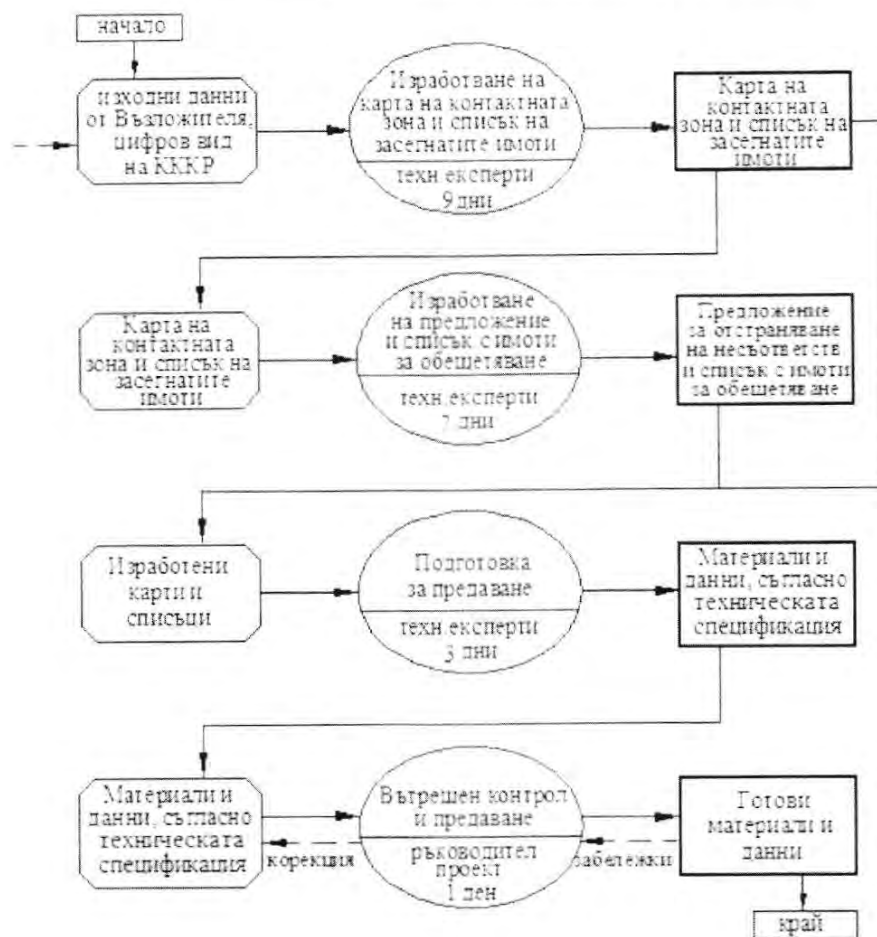 начало
изходни данни
от Възложителя,
цифров вид
на КККР
Изработване на
карта на контактната
зона и списък на
засегнатите имоти
техн.експерти
9 дни
Карта на
контактната
зона и списък на
засегнатите
имоти
Карта на
контактната
зона и списък на
засегнатите
имоти
Изработване
на предложение
и списък с имоти
за обещетяване
техн.експерти
7 дни
Предложение
за отстраняване
на несъответств
и списък с имоти
за обещетяване
Изработени
карти и
списъци
Подготовка
за предаване
техн.експерти
3 дни
Материали и
данни, съгласно
техническата
спецификация
Материали и
данни, съгласно
техническата
спецификация
корекция
Вътрешен контрол
и предаване
ръководител
проект
1 ден
забележки
Готови
материали и
данни
край